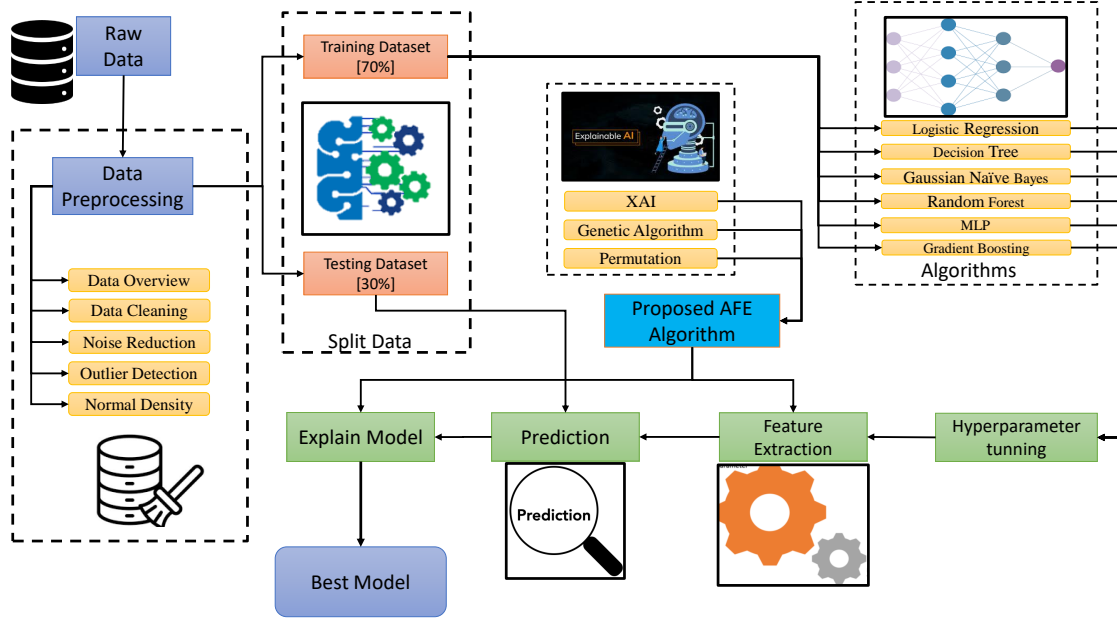 Raw
Data
Data
Preprocessing
Data Overview
Data Cleaning
Noise Reduction
Outlier Detection
Normal Density
Training Dataset
[70%]
Testing Dataset
[30%]
Split Data
Explainable AI
XAI
Genetic Algorithm
Permutation
Proposed AFE
Algorithm
Logistic Regression
Decision Tree
Gaussian Naïve Bayes
Random Forest
MLP
Gradient Boosting
Algorithms
Hyperparameter
tunning
Feature
Extraction
Prediction
Explain Model
Prediction
Best Model